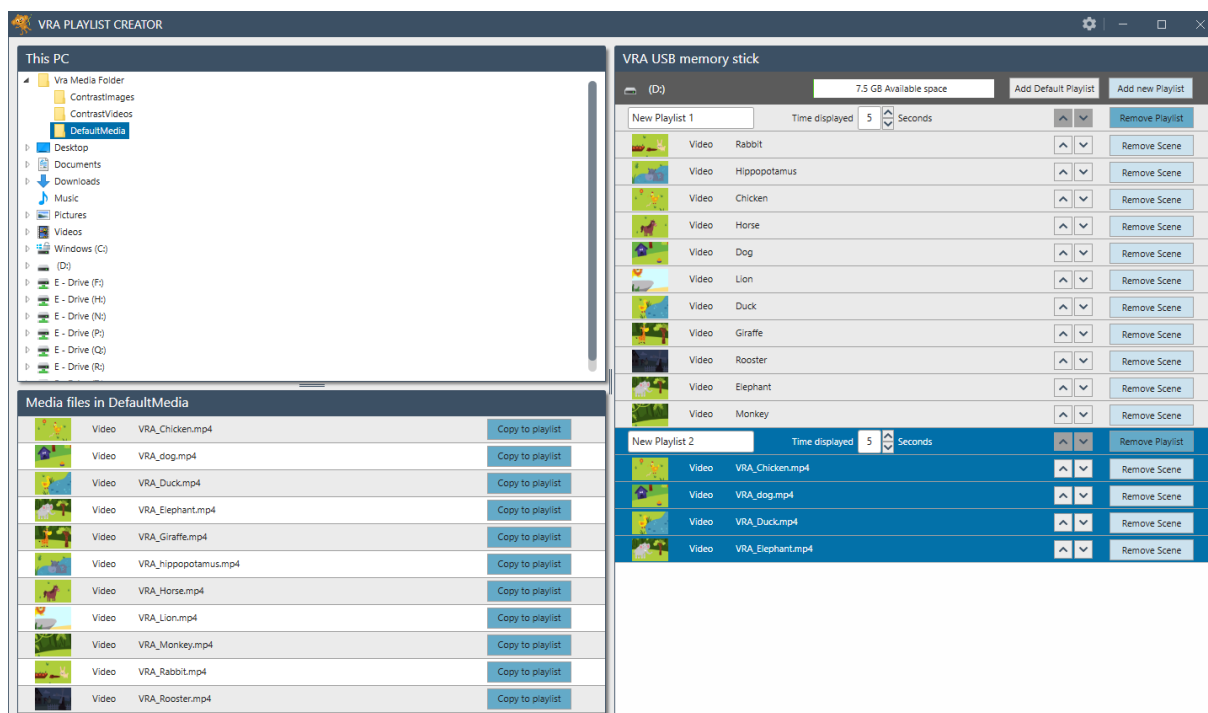 VRA PLAYLIST CREATOR
This PC
Vra Media Folder
ContrastImages
ContrastVideos
DefaultMedia
Desktop
Documents
Downloads
Music
Pictures
Videos
Windows (C:)
(D:)
E - Drive (F:)
E - Drive (H:)
E - Drive (N:)
E - Drive (P:)
E - Drive (Q:)
E - Drive (R:)
Media files in DefaultMedia
Video VRA_Chicken.mp4 Copy to playlist
Video VRA_dog.mp4 Copy to playlist
Video VRA_Duck.mp4 Copy to playlist
Video VRA_Elephant.mp4 Copy to playlist
Video VRA_Giraffe.mp4 Copy to playlist
Video VRA_hippopotamus.mp4 Copy to playlist
Video VRA_Horse.mp4 Copy to playlist
Video VRA_Lion.mp4 Copy to playlist
Video VRA_Monkey.mp4 Copy to playlist
Video VRA_Rabbit.mp4 Copy to playlist
Video VRA_Rooster.mp4 Copy to playlist
VRA USB memory stick
(D:) 7.5 GB Available space Add Default Playlist Add new Playlist
New Playlist 1 Time displayed 5 Seconds Remove Playlist
Video Rabbit Remove Scene
Video Hippopotamus Remove Scene
Video Chicken Remove Scene
Video Horse Remove Scene
Video Dog Remove Scene
Video Lion Remove Scene
Video Duck Remove Scene
Video Giraffe Remove Scene
Video Rooster Remove Scene
Video Elephant Remove Scene
Video Monkey Remove Scene
New Playlist 2 Time displayed 5 Seconds Remove Playlist
Video VRA_Chicken.mp4 Remove Scene
Video VRA_dog.mp4 Remove Scene
Video VRA_Duck.mp4 Remove Scene
Video VRA_Elephant.mp4 Remove Scene